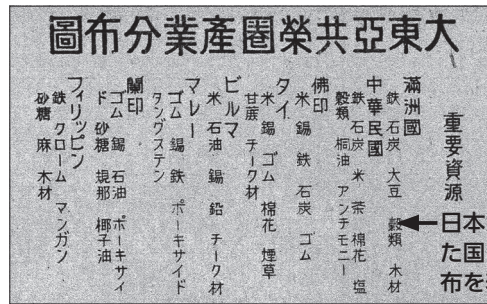 大東亞共榮圏產業分布圖
重要資源
滿洲國
鉄 石炭 大豆 穀類 木材
中華民國
鉄 石炭 米 茶 棉花 塩
穀類 桐油 アンチモニー
佛印
米 錫 鉄 石炭 ゴム
タイ
米 錫 ゴム 棉花 煙草
甘蔗 チーク材
ビルマ
米 石油 錫 鉛 チーク材
マレー
ゴム 錫 鉄 ボーキサイド
タングステン
蘭印
ゴム 錫 石油 ボーキサイ
ド 砂糖 規那 椰子油
フィリッピン
鉄 クローム マンガン
砂糖 麻 木材
日本
た国
布を